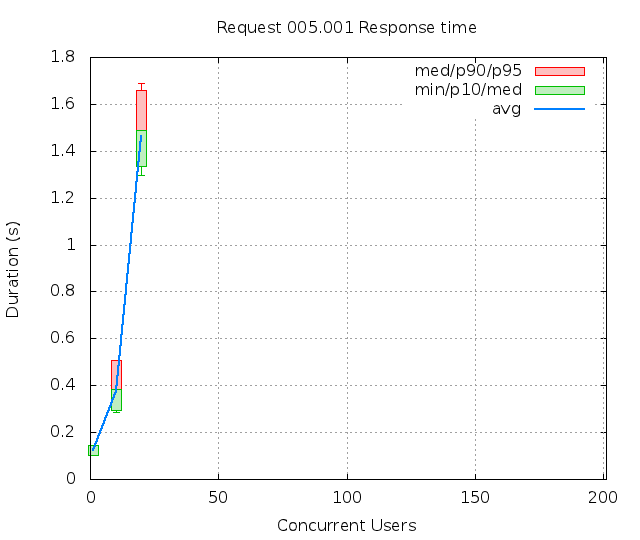 Request 005.001 Response time
med/p90/p95
min/p10/med
avg
1.8
1.6
1.4
1.2
1
0.8
0.6
0.4
0.2
0
Duration (s)
0 50 100 150 200
Concurrent Users